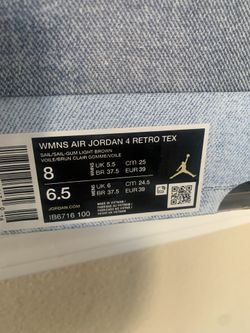 WMNS AIR JORDAN 4 RETRO TEX
SAIL/SAIL-GUM LIGHT BROWN
VOILE/BRUN CLAIR GOMME/VOILE
8 WMNS UK 5.5 cm 25
BR 37.5 EUR 39
6.5 MENS UK 6 cm 24.5
BR 37.5 EUR 39
JORDAN.COM IB6716 100